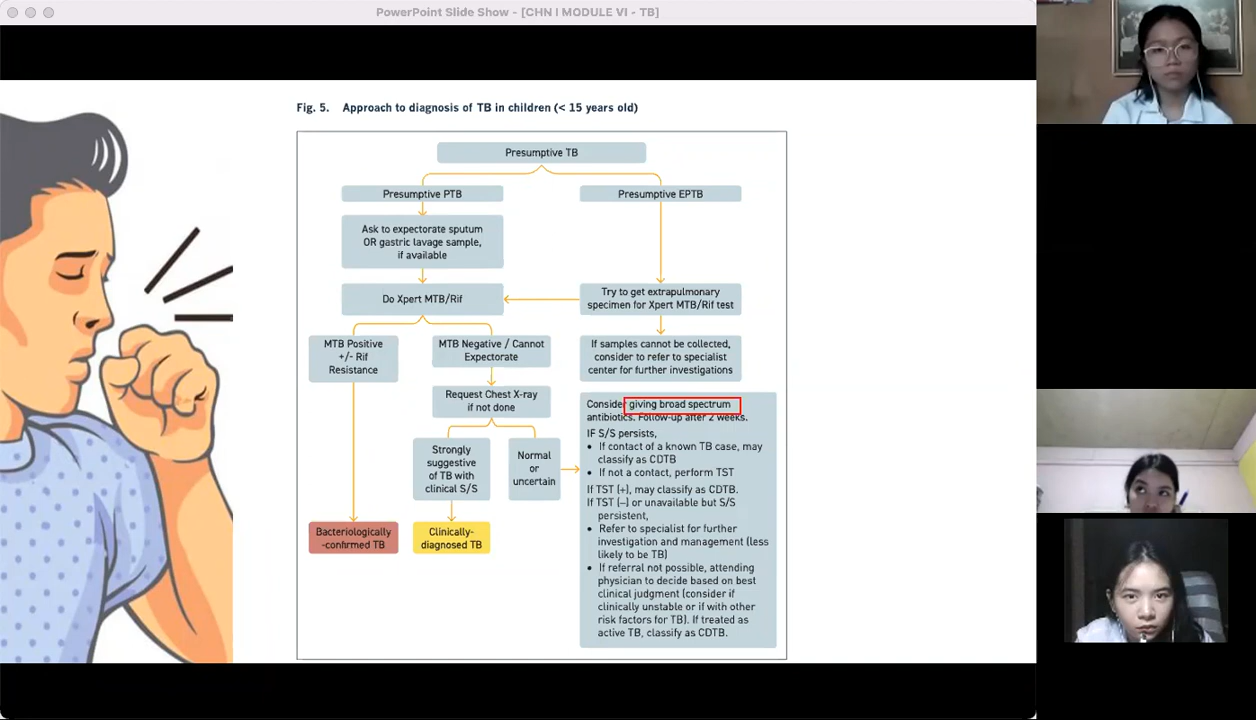 PowerPoint Slide Show - [CHN I MODULE VI - TB]
Fig. 5. Approach to diagnosis of TB in children (< 15 years old)
Presumptive TB
Presumptive PTB
Presumptive EPTB
Ask to expectorate sputum
OR gastric lavage sample,
if available
Do Xpert MTB/Rif
Try to get extrapulmonary
specimen for Xpert MTB/Rif test
MTB Positive
+/- Rif
Resistance
MTB Negative / Cannot
Expectorate
If samples cannot be collected,
consider to refer to specialist
center for further investigations
Request Chest X-ray
if not done
Strongly
suggestive
of TB with
clinical S/S
Normal
or
uncertain
Bacteriologically
-confirmed TB
Clinically-
diagnosed TB
Consider giving broad spectrum
antibiotics. Follow-up after 2 weeks.
IF S/S persists,
• If contact of a known TB case, may
classify as CDTB
• If not a contact, perform TST
If TST (+), may classify as CDTB.
If TST (–) or unavailable but S/S
persistent,
• Refer to specialist for further
investigation and management (less
likely to be TB)
• If referral not possible, attending
physician to decide based on best
clinical judgment (consider if
clinically unstable or if with other
risk factors for TB). If treated as
active TB, classify as CDTB.